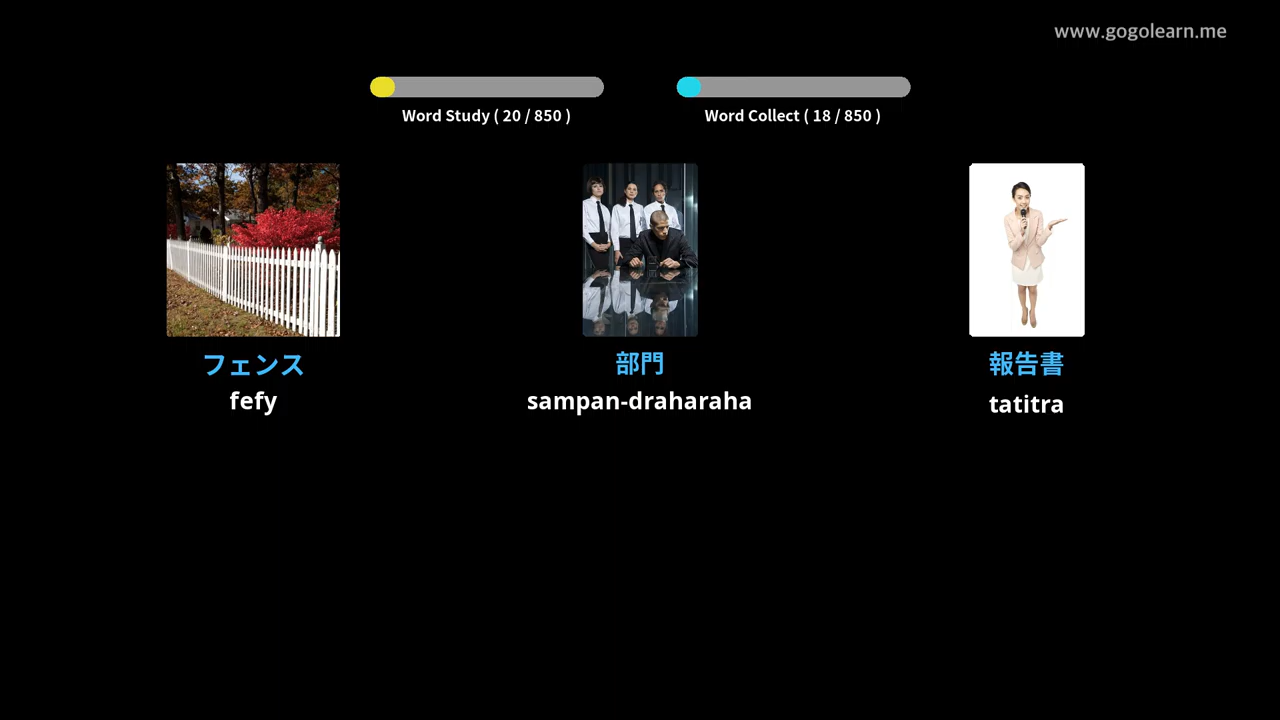 www.gogolearn.me
Word Study ( 20 / 850 )
Word Collect ( 18 / 850 )
フェンス
fefy
部門
sampan-draharaha
報告書
tatitra